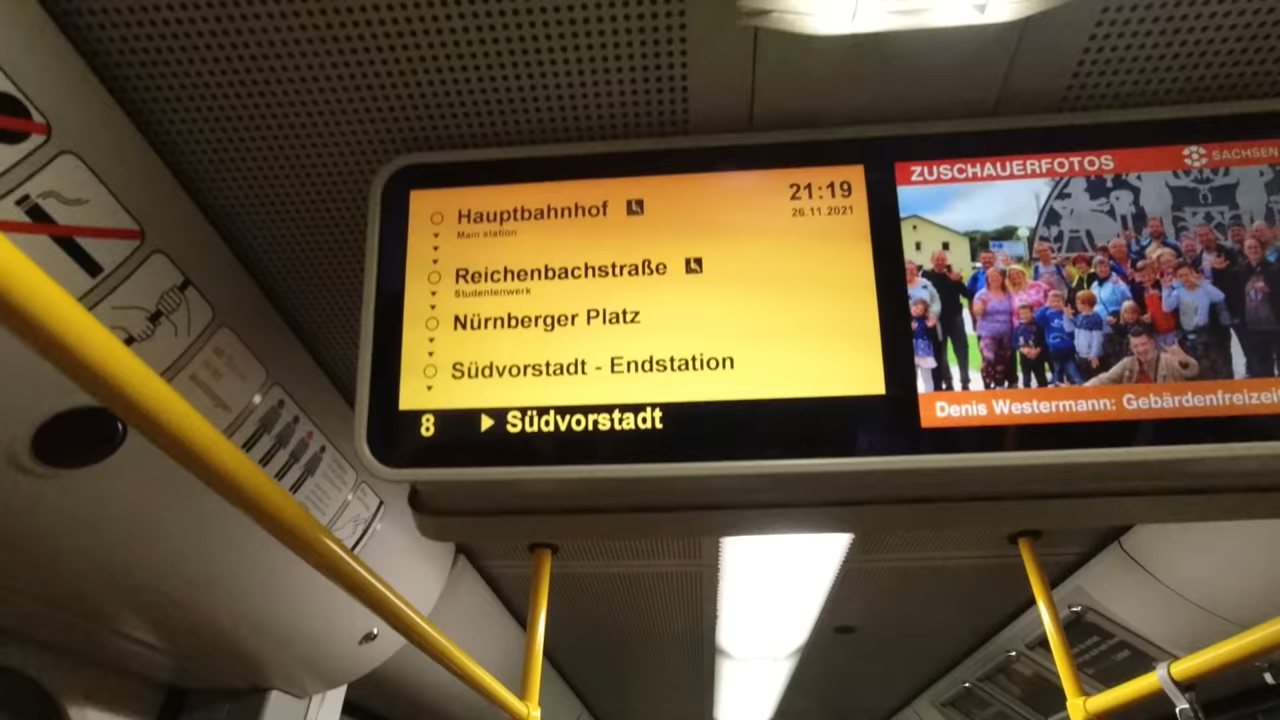 Hauptbahnhof
Main station
Reichenbachstraße
Studentenwerk
Nürnberger Platz
Südvorstadt - Endstation
21:19
26.11.2021
8 Südvorstadt
ZUSCHAUERFOTOS
SACHSEN
Denis Westermann: Gebärdenfreizeit